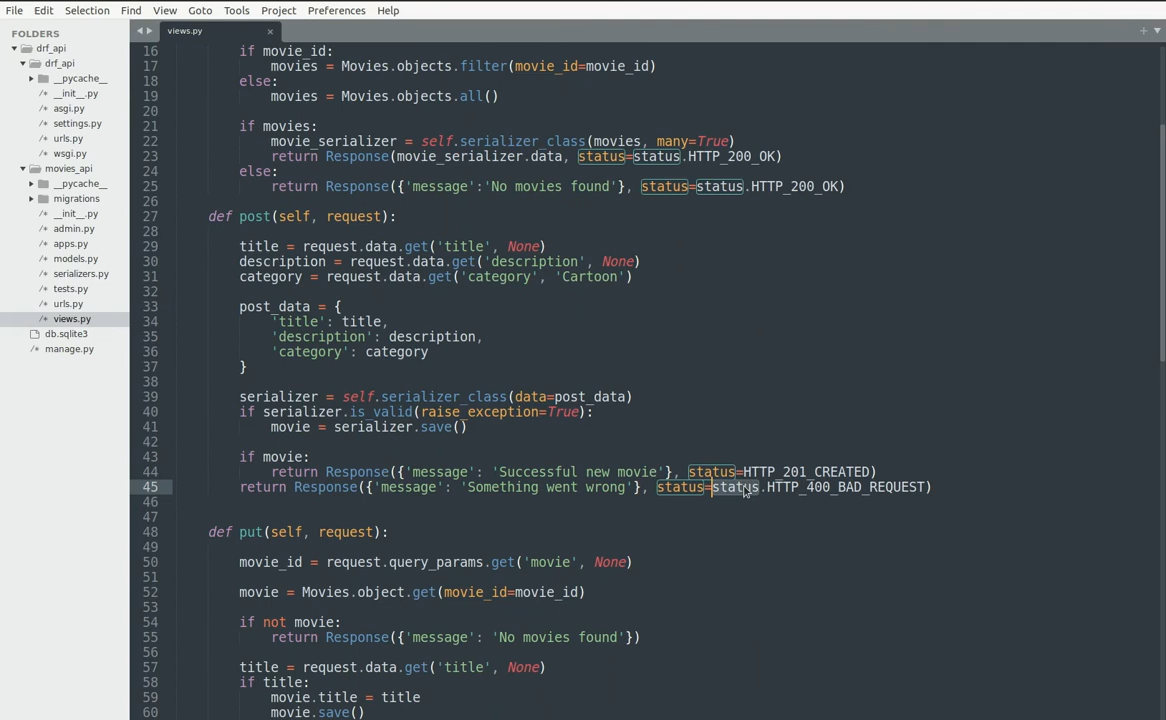 File Edit Selection Find View Goto Tools Project Preferences Help
FOLDERS
drf_api
drf_api
__pycache__
__init__.py
asgi.py
settings.py
urls.py
wsgi.py
movies_api
__pycache__
migrations
__init__.py
admin.py
apps.py
models.py
serializers.py
tests.py
urls.py
views.py
db.sqlite3
manage.py
views.py ×
16 if movie_id:
17 movies = Movies.objects.filter(movie_id=movie_id)
18 else:
19 movies = Movies.objects.all()
20
21 if movies:
22 movie_serializer = self.serializer_class(movies, many=True)
23 return Response(movie_serializer.data, status=status.HTTP_200_OK)
24 else:
25 return Response({'message':'No movies found'}, status=status.HTTP_200_OK)
26
27 def post(self, request):
28
29 title = request.data.get('title', None)
30 description = request.data.get('description', None)
31 category = request.data.get('category', 'Cartoon')
32
33 post_data = {
34 'title': title,
35 'description': description,
36 'category': category
37 }
38
39 serializer = self.serializer_class(data=post_data)
40 if serializer.is_valid(raise_exception=True):
41 movie = serializer.save()
42
43 if movie:
44 return Response({'message': 'Successful new movie'}, status=HTTP_201_CREATED)
45 return Response({'message': 'Something went wrong'}, status=status.HTTP_400_BAD_REQUEST)
46
47
48 def put(self, request):
49
50 movie_id = request.query_params.get('movie', None)
51
52 movie = Movies.object.get(movie_id=movie_id)
53
54 if not movie:
55 return Response({'message': 'No movies found'})
56
57 title = request.data.get('title', None)
58 if title:
59 movie.title = title
60 movie.save()